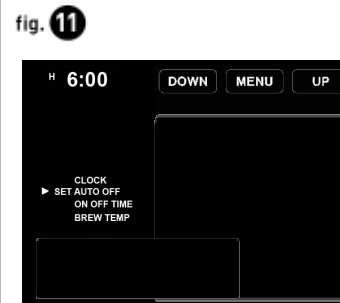 fig. 11
H 6:00 DOWN MENU UP
CLOCK
▶ SET AUTO OFF
ON OFF TIME
BREW TEMP